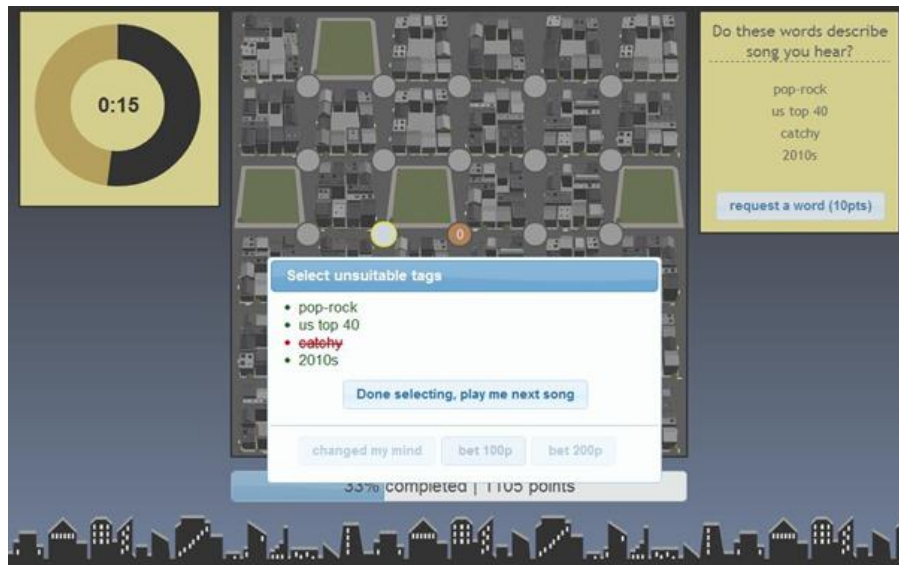 0:15
Do these words describe
song you hear?
pop-rock
us top 40
catchy
2010s
request a word (10pts)
0
Select unsuitable tags
• pop-rock
• us top 40
• catchy
• 2010s
Done selecting, play me next song
changed my mind
bet 100p
bet 200p
33% completed | 1105 points